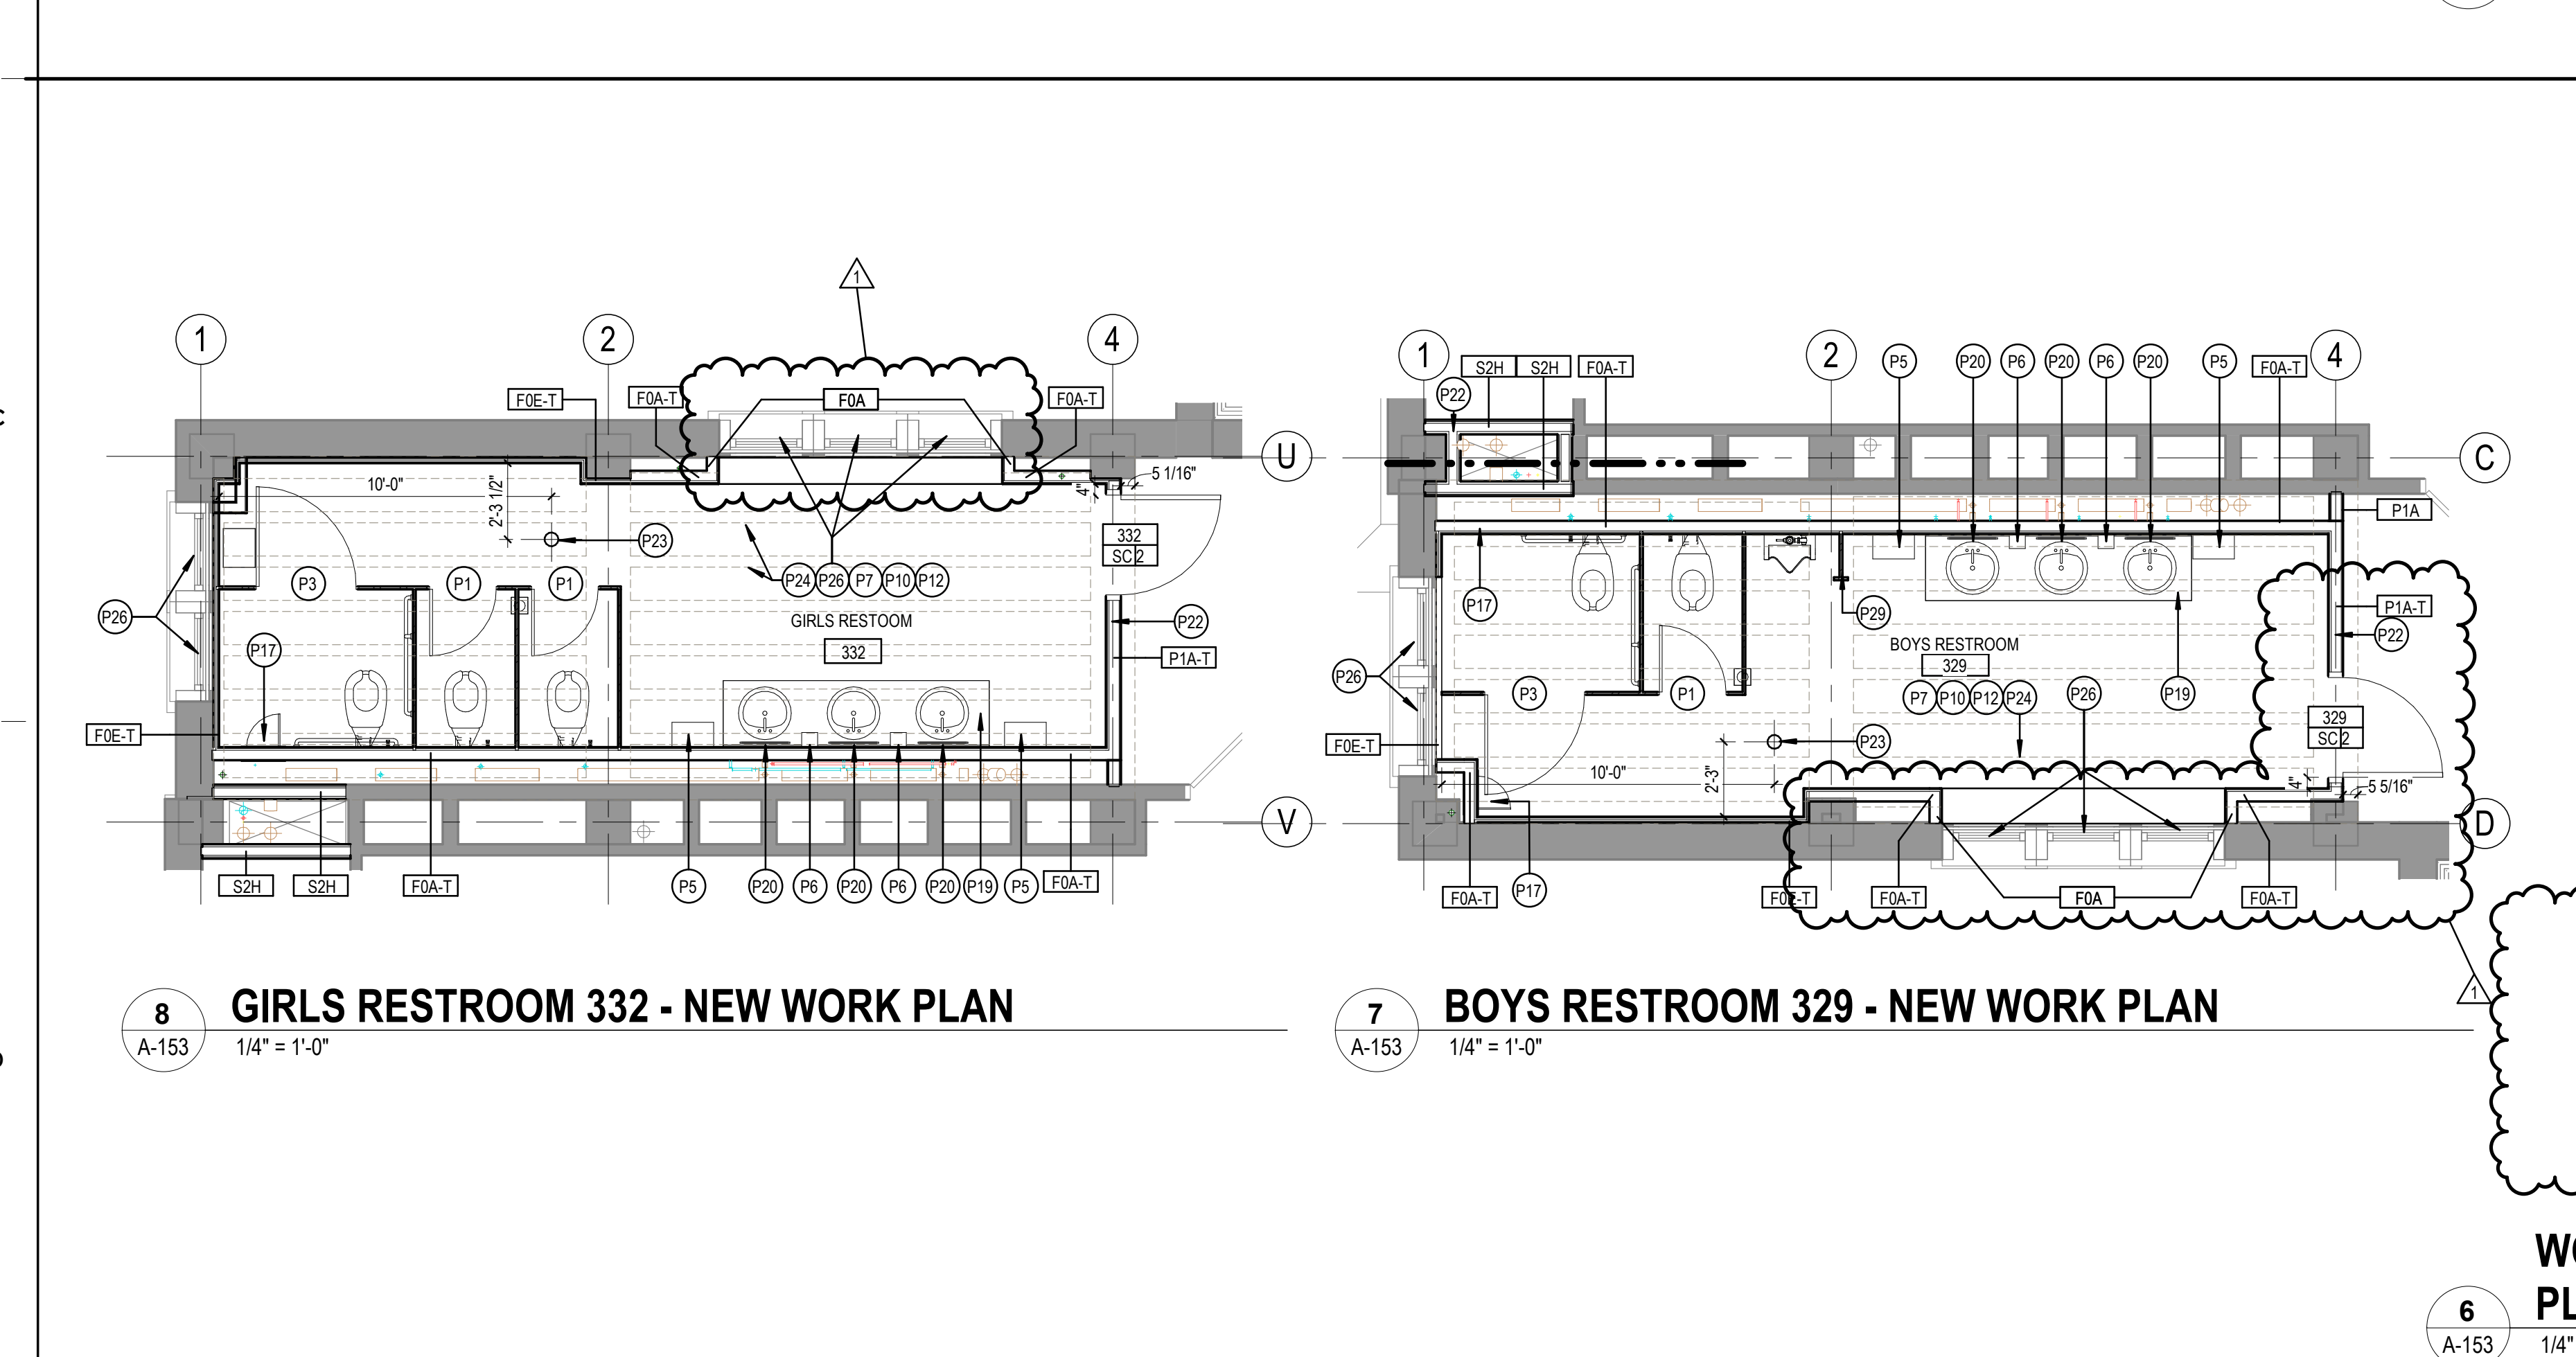 1
1
2
4
F0E-T
F0A-T
F0A
F0A-T
U
10'-0"
2'-3 1/2"
4"
5 1/16"
P23
332
SC 2
P3
P1
P1
P24
P26
P7
P10
P12
P26
GIRLS RESTOOM
332
P22
P17
P1A-T
F0E-T
V
S2H
S2H
F0A-T
P5
P20
P6
P20
P6
P20
P19
P5
F0A-T
8
A-153
GIRLS RESTROOM 332 - NEW WORK PLAN
1/4" = 1'-0"
1
P22
S2H
S2H
F0A-T
2
P5
P20
P6
P20
P6
P20
P5
F0A-T
4
C
P1A
P17
P29
P1A-T
P22
BOYS RESTROOM
329
P26
P3
P1
P7
P10
P12
P24
P26
P19
329
SC 2
F0E-T
P23
10'-0"
2'-3"
4"
5 5/16"
D
F0A-T
P17
F0E-T
F0A-T
F0A
F0A-T
1
7
A-153
BOYS RESTROOM 329 - NEW WORK PLAN
1/4" = 1'-0"
6
A-153
1/4"